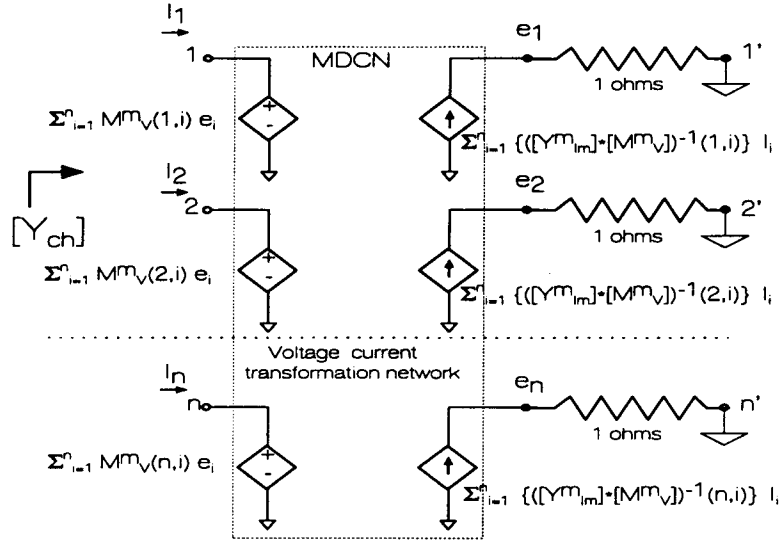 I1
1
MDCN
e1
1 ohms
1'
+
-
Σⁿi=1 Mᵐv(1,i) ei
Σⁿi=1 {([Yᵐlm]*[Mᵐv])⁻¹(1,i)} Ii
[Ych]
I2
2
e2
1 ohms
2'
+
-
Σⁿi=1 Mᵐv(2,i) ei
Σⁿi=1 {([Yᵐlm]*[Mᵐv])⁻¹(2,i)} Ii
Voltage current
transformation network
In
n
en
1 ohms
n'
+
-
Σⁿi=1 Mᵐv(n,i) ei
Σⁿi=1 {([Yᵐlm]*[Mᵐv])⁻¹(n,i)} Ii